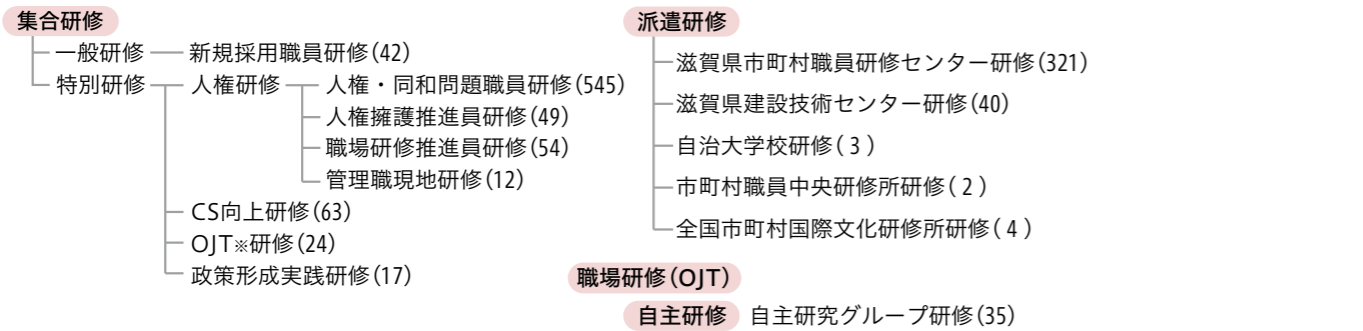 集合研修
一般研修 新規採用職員研修(42)
特別研修 人権研修 人権・同和問題職員研修(545)
人権擁護推進員研修(49)
職場研修推進員研修(54)
管理職現地研修(12)
CS向上研修(63)
OJT※研修(24)
政策形成実践研修(17)
派遣研修
滋賀県市町村職員研修センター研修(321)
滋賀県建設技術センター研修(40)
自治大学校研修( 3 )
市町村職員中央研修所研修( 2 )
全国市町村国際文化研修所研修( 4 )
職場研修(OJT)
自主研修 自主研究グループ研修(35)